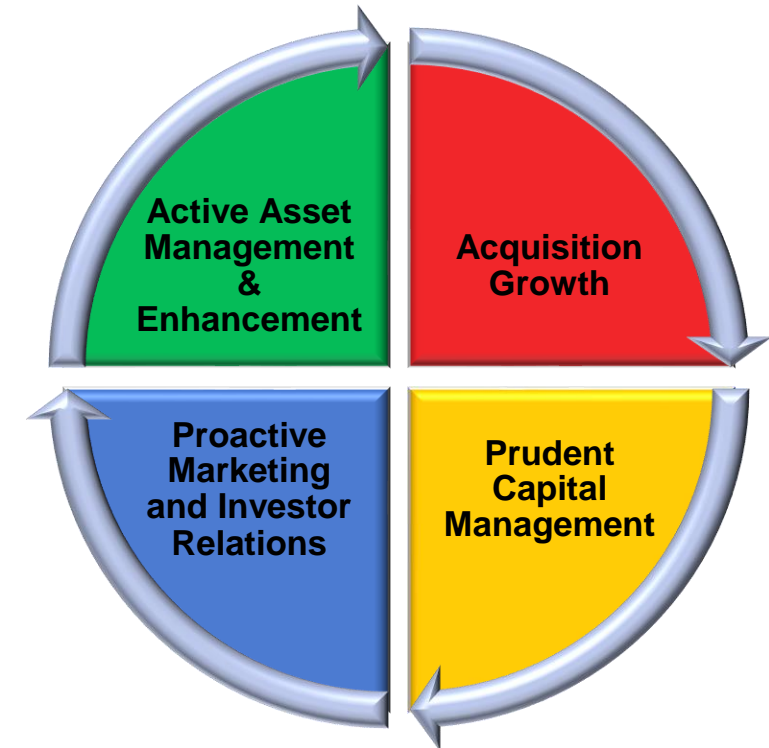 Active Asset
Management
&
Enhancement
Acquisition
Growth
Proactive
Marketing
and Investor
Relations
Prudent
Capital
Management